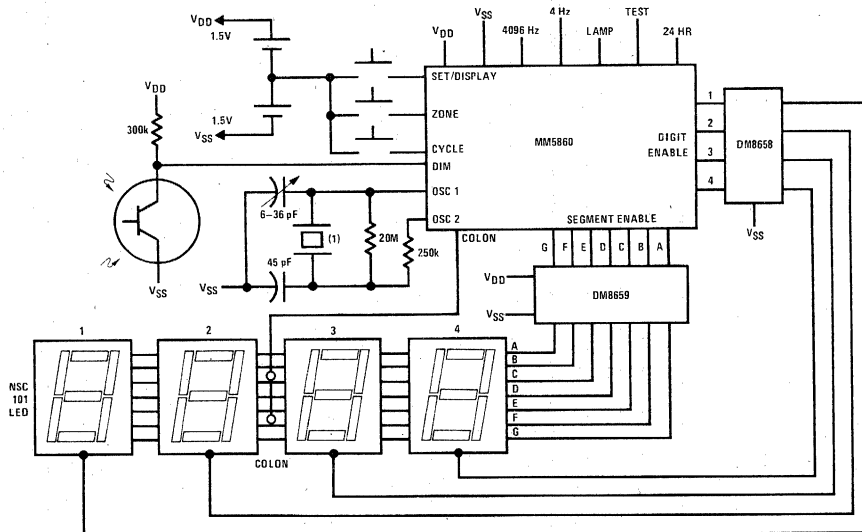 VDD
1.5V
1.5V
VSS
VDD
300k
VSS
VDD
VSS
4096 Hz
4 Hz
LAMP
TEST
24 HR
SET/DISPLAY
ZONE
CYCLE
DIM
OSC 1
OSC 2
MM5860
DIGIT
ENABLE
1
2
3
4
DM8658
VSS
SEGMENT ENABLE
COLON
G F E D C B A
6–36 pF
(1)
45 pF
20M
250k
VSS
VDD
VSS
DM8659
1
2
3
4
NSC
101
LED
A
B
C
D
E
F
G
COLON